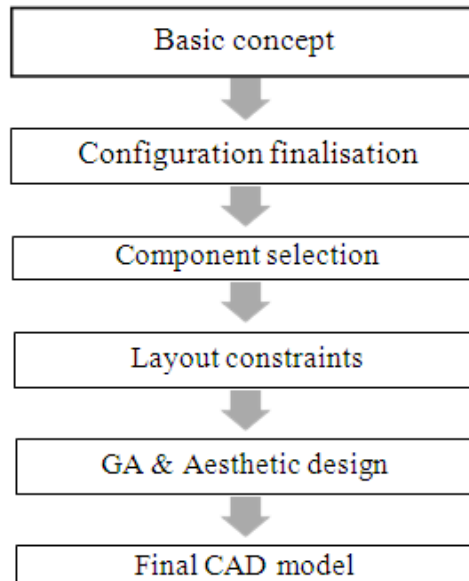 Basic concept
Configuration finalisation
Component selection
Layout constraints
GA & Aesthetic design
Final CAD model